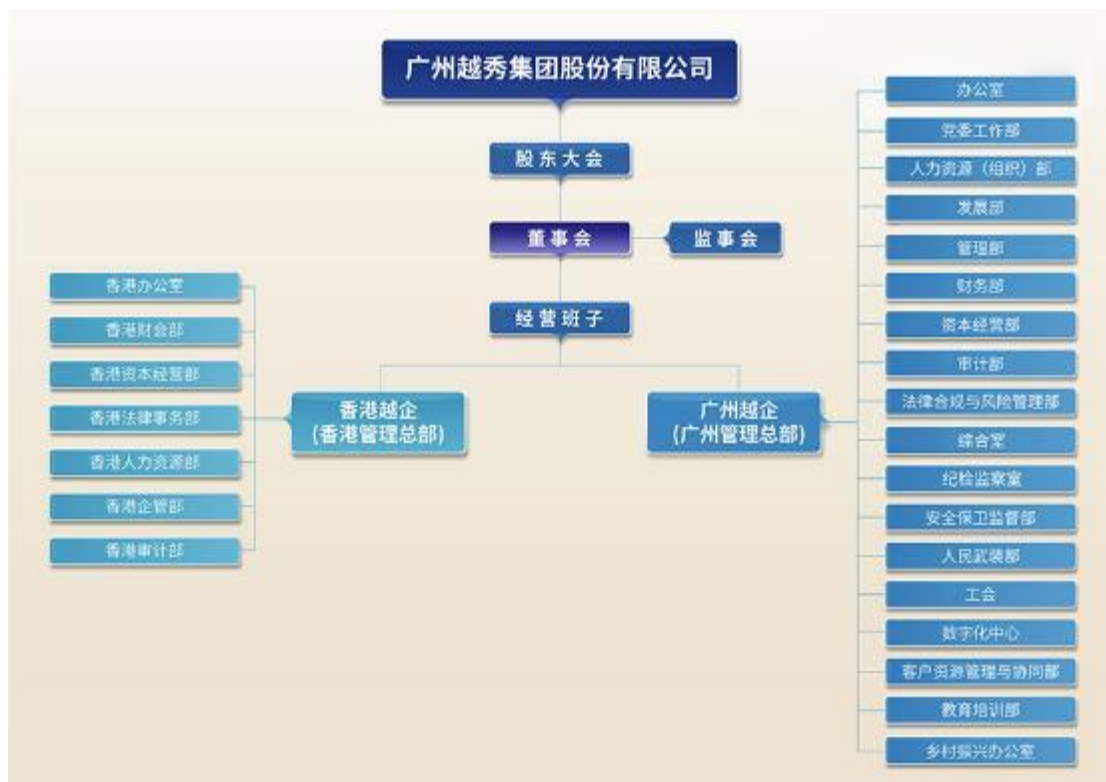 广州越秀集团股份有限公司
股东大会
董事会
监事会
经营班子
香港越企
(香港管理总部)
广州越企
(广州管理总部)
香港办公室
香港财会部
香港资本经营部
香港法律事务部
香港人力资源部
香港企管部
香港审计部
办公室
党委工作部
人力资源（组织）部
发展部
管理部
财务部
资本经营部
审计部
法律合规与风险管理部
综合室
纪检监察室
安全保卫监督部
人民武装部
工会
数字化中心
客户资源管理与协同部
教育培训部
乡村振兴办公室